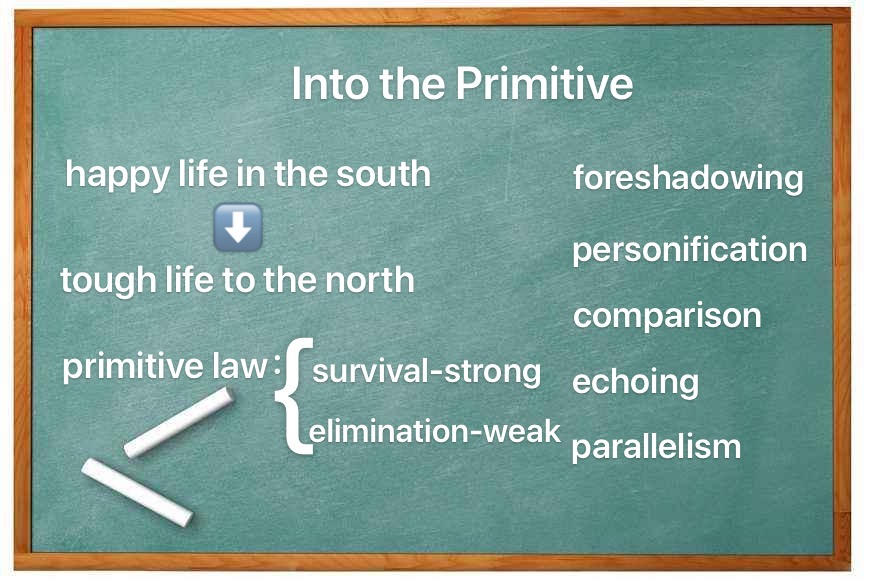 Into the Primitive
happy life in the south
tough life to the north
primitive law:
survival-strong
elimination-weak
foreshadowing
personification
comparison
echoing
parallelism